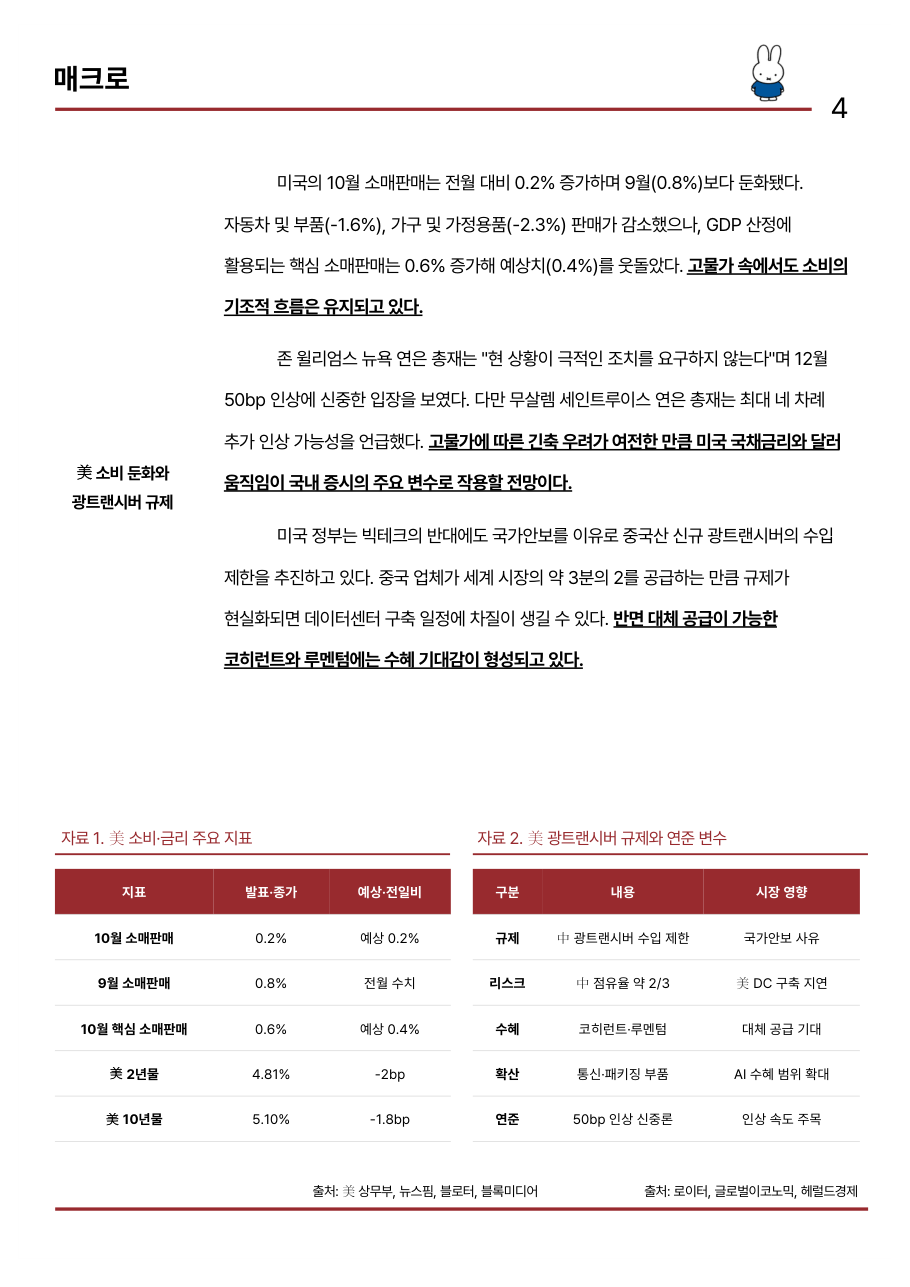 매크로
4
미국의 10월 소매판매는 전월 대비 0.2% 증가하며 9월(0.8%)보다 둔화됐다.
자동차 및 부품(-1.6%), 가구 및 가정용품(-2.3%) 판매가 감소했으나, GDP 산정에
활용되는 핵심 소매판매는 0.6% 증가해 예상치(0.4%)를 웃돌았다. 고물가 속에서도 소비의
기조적 흐름은 유지되고 있다.
존 윌리엄스 뉴욕 연은 총재는 "현 상황이 극적인 조치를 요구하지 않는다"며 12월
50bp 인상에 신중한 입장을 보였다. 다만 무살렘 세인트루이스 연은 총재는 최대 네 차례
추가 인상 가능성을 언급했다. 고물가에 따른 긴축 우려가 여전한 만큼 미국 국채금리와 달러
움직임이 국내 증시의 주요 변수로 작용할 전망이다.
美 소비 둔화와
광트랜시버 규제
미국 정부는 빅테크의 반대에도 국가안보를 이유로 중국산 신규 광트랜시버의 수입
제한을 추진하고 있다. 중국 업체가 세계 시장의 약 3분의 2를 공급하는 만큼 규제가
현실화되면 데이터센터 구축 일정에 차질이 생길 수 있다. 반면 대체 공급이 가능한
코히런트와 루멘텀에는 수혜 기대감이 형성되고 있다.
자료 1. 美 소비·금리 주요 지표
지표 발표·종가 예상·전일비
10월 소매판매 0.2% 예상 0.2%
9월 소매판매 0.8% 전월 수치
10월 핵심 소매판매 0.6% 예상 0.4%
美 2년물 4.81% -2bp
美 10년물 5.10% -1.8bp
출처: 美 상무부, 뉴스핌, 블로터, 블록미디어
자료 2. 美 광트랜시버 규제와 연준 변수
구분 내용 시장 영향
규제 中 광트랜시버 수입 제한 국가안보 사유
리스크 中 점유율 약 2/3 美 DC 구축 지연
수혜 코히런트·루멘텀 대체 공급 기대
확산 통신·패키징 부품 AI 수혜 범위 확대
연준 50bp 인상 신중론 인상 속도 주목
출처: 로이터, 글로벌이코노믹, 헤럴드경제